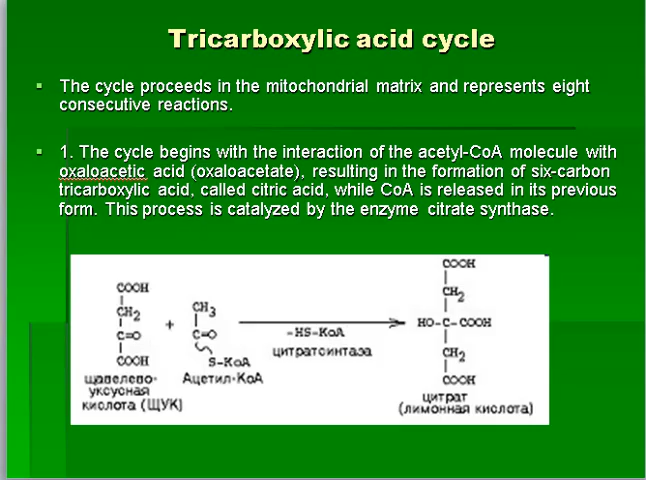 Tricarboxylic acid cycle
The cycle proceeds in the mitochondrial matrix and represents eight
consecutive reactions.
1. The cycle begins with the interaction of the acetyl-CoA molecule with
oxaloacetic acid (oxaloacetate), resulting in the formation of six-carbon
tricarboxylic acid, called citric acid, while CoA is released in its previous
form. This process is catalyzed by the enzyme citrate synthase.
COOH
CH2
C=O
COOH
щавелево-
уксусная
кислота (ЩУК)
+
CH3
C=O
S-КоА
Ацетил-КоА
-HS-КоА
цитратсинтаза
COOH
CH2
HO-C-COOH
CH2
COOH
цитрат
(лимонная кислота)